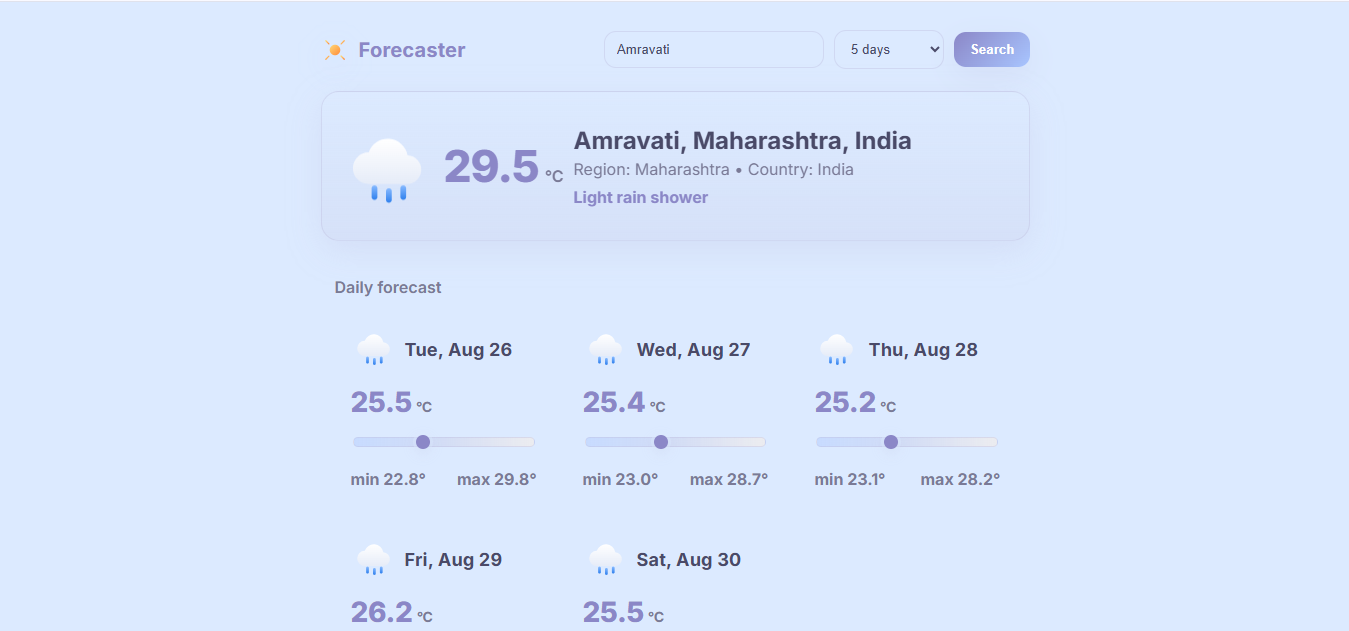 Forecaster
Amravati
5 days
Search
29.5 °C
Amravati, Maharashtra, India
Region: Maharashtra • Country: India
Light rain shower
Daily forecast
Tue, Aug 26
25.5 °C
min 22.8° max 29.8°
Wed, Aug 27
25.4 °C
min 23.0° max 28.7°
Thu, Aug 28
25.2 °C
min 23.1° max 28.2°
Fri, Aug 29
26.2 °C
Sat, Aug 30
25.5 °C